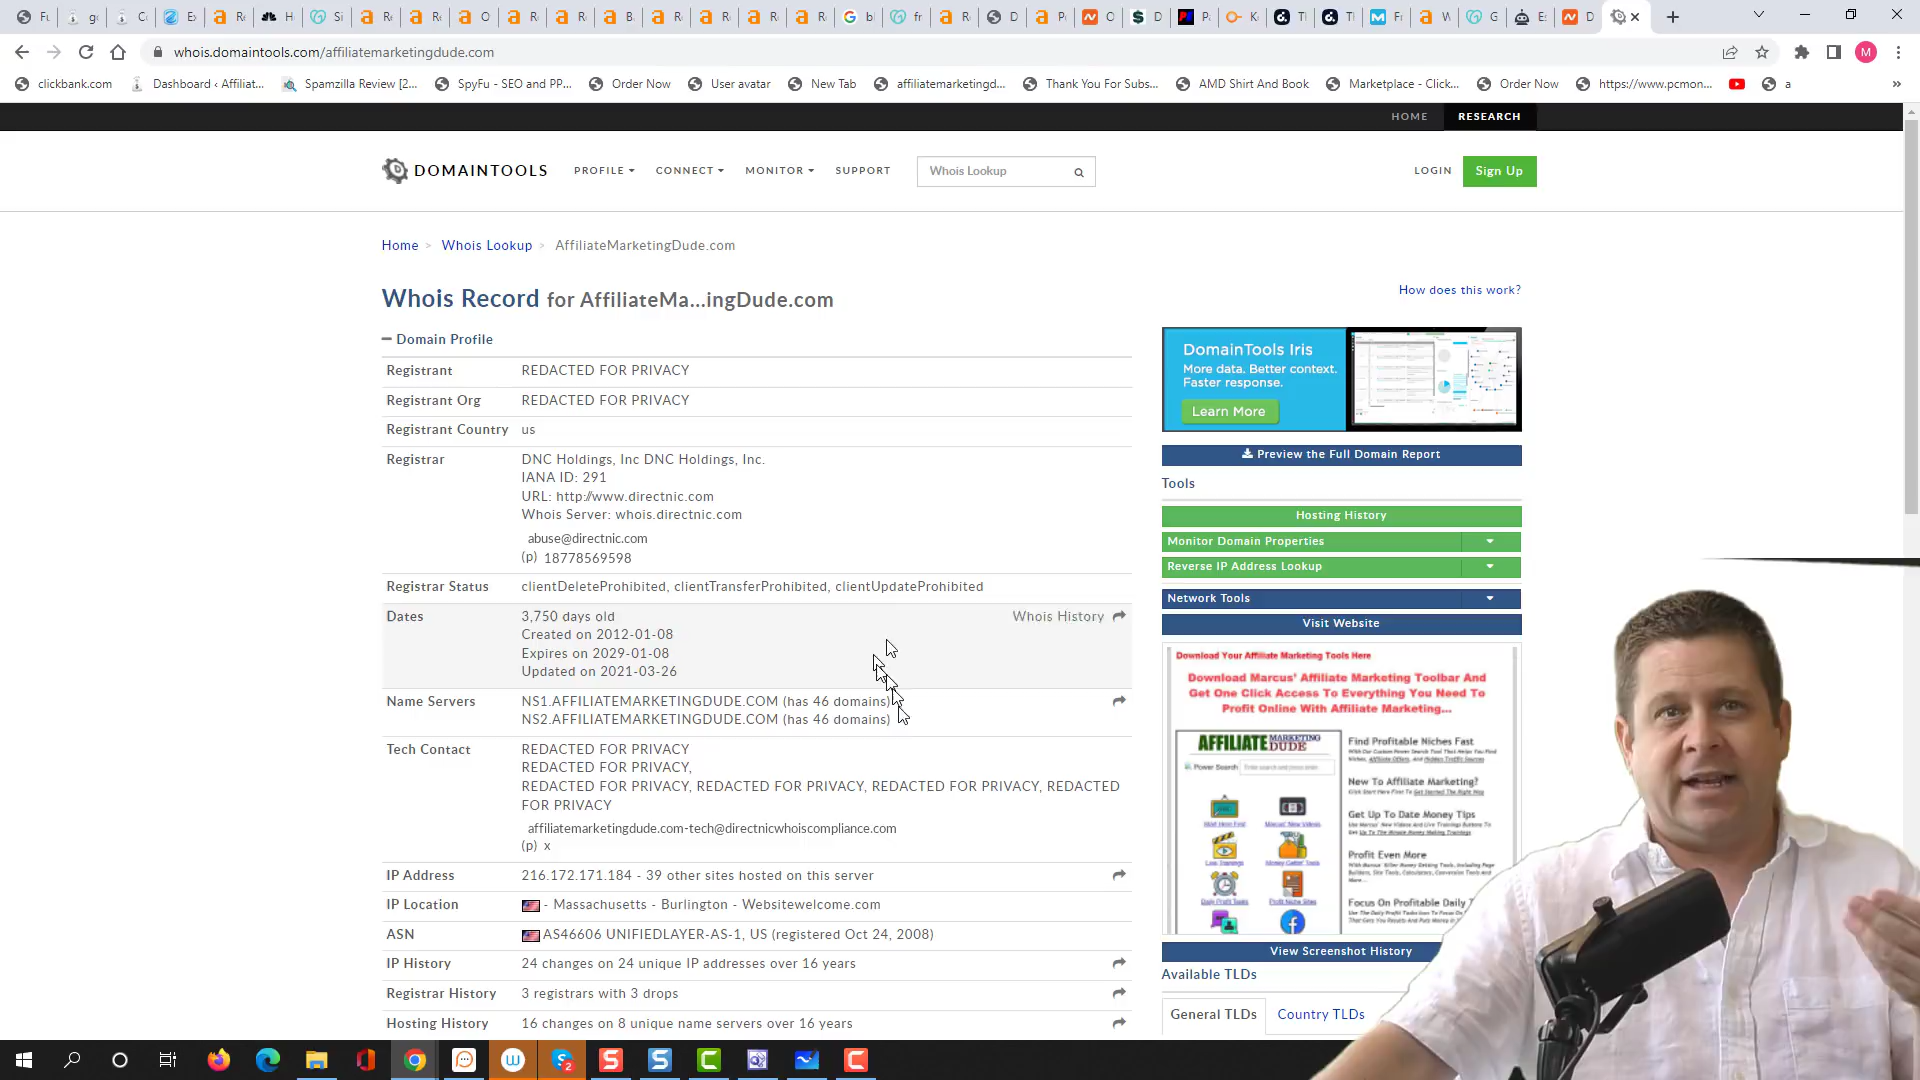 whois.domaintools.com/affiliatemarketingdude.com
M
clickbank.com
Dashboard ‹ Affiliat...
Spamzilla Review [2...
SpyFu - SEO and PP...
Order Now
User avatar
New Tab
affiliatemarketingd...
Thank You For Subs...
AMD Shirt And Book
Marketplace - Click...
Order Now
https://www.pcmon...
a
»
HOME
RESEARCH
DOMAINTOOLS
PROFILE
CONNECT
MONITOR
SUPPORT
Whois Lookup
LOGIN
Sign Up
Home > Whois Lookup > AffiliateMarketingDude.com
Whois Record for AffiliateMa...ingDude.com
How does this work?
Domain Profile
Registrant REDACTED FOR PRIVACY
Registrant Org REDACTED FOR PRIVACY
Registrant Country us
Registrar DNC Holdings, Inc DNC Holdings, Inc.
IANA ID: 291
URL: http://www.directnic.com
Whois Server: whois.directnic.com
abuse@directnic.com
(p) 18778569598
Registrar Status clientDeleteProhibited, clientTransferProhibited, clientUpdateProhibited
Dates 3,750 days old
Whois History
Created on 2012-01-08
Expires on 2029-01-08
Updated on 2021-03-26
Name Servers NS1.AFFILIATEMARKETINGDUDE.COM (has 46 domains)
NS2.AFFILIATEMARKETINGDUDE.COM (has 46 domains)
Tech Contact REDACTED FOR PRIVACY
REDACTED FOR PRIVACY,
REDACTED FOR PRIVACY, REDACTED FOR PRIVACY, REDACTED FOR PRIVACY, REDACTED
FOR PRIVACY
affiliatemarketingdude.com-tech@directnicwhoiscompliance.com
(p) x
IP Address 216.172.171.184 - 39 other sites hosted on this server
IP Location - Massachusetts - Burlington - Websitewelcome.com
ASN AS46606 UNIFIEDLAYER-AS-1, US (registered Oct 24, 2008)
IP History 24 changes on 24 unique IP addresses over 16 years
Registrar History 3 registrars with 3 drops
Hosting History 16 changes on 8 unique name servers over 16 years
DomainTools Iris
More data. Better context.
Faster response.
Learn More
Preview the Full Domain Report
Tools
Hosting History
Monitor Domain Properties
Reverse IP Address Lookup
Network Tools
Visit Website
Download Your Affiliate Marketing Tools Here
Download Marcus' Affiliate Marketing Toolbar And
Get One Click Access To Everything You Need To
Profit Online With Affiliate Marketing...
AFFILIATE MARKETING DUDE
Power Search
Find Profitable Niches Fast
New To Affiliate Marketing?
Get Up To Date Money Tips
Profit Even More
Focus On Profitable Daily T
View Screenshot History
Available TLDs
General TLDs
Country TLDs